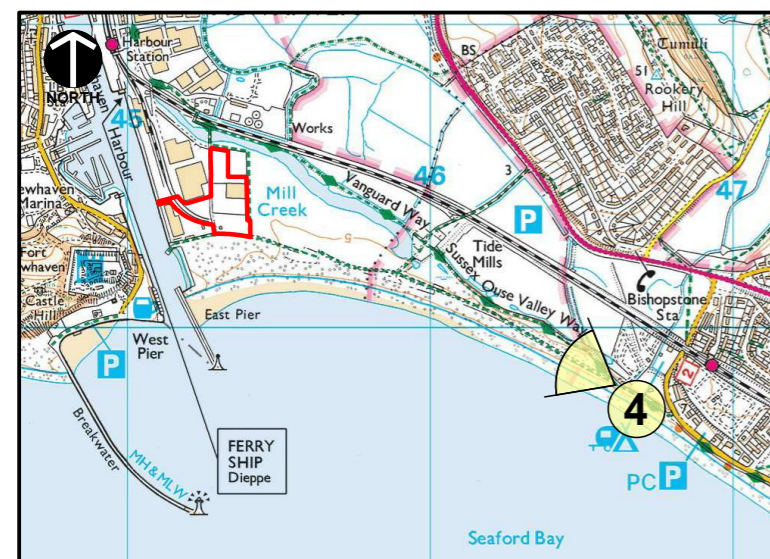 NORTH
Harbour
Station
Harbour
45
BS
Tumuli
51
Rookery
Hill
Works
46
3
47
Mill
Creek
Vanguard Way
P
ewhaven
Marina
Tide
Mills
Sussex Ouse Valley Way
Fort
whaven
Castle
Hill
5
Bishopstone
Sta
East Pier
West
Pier
P
2
4
Breakwater
MH & MLW
FERRY
SHIP
Dieppe
PC P
Seaford Bay